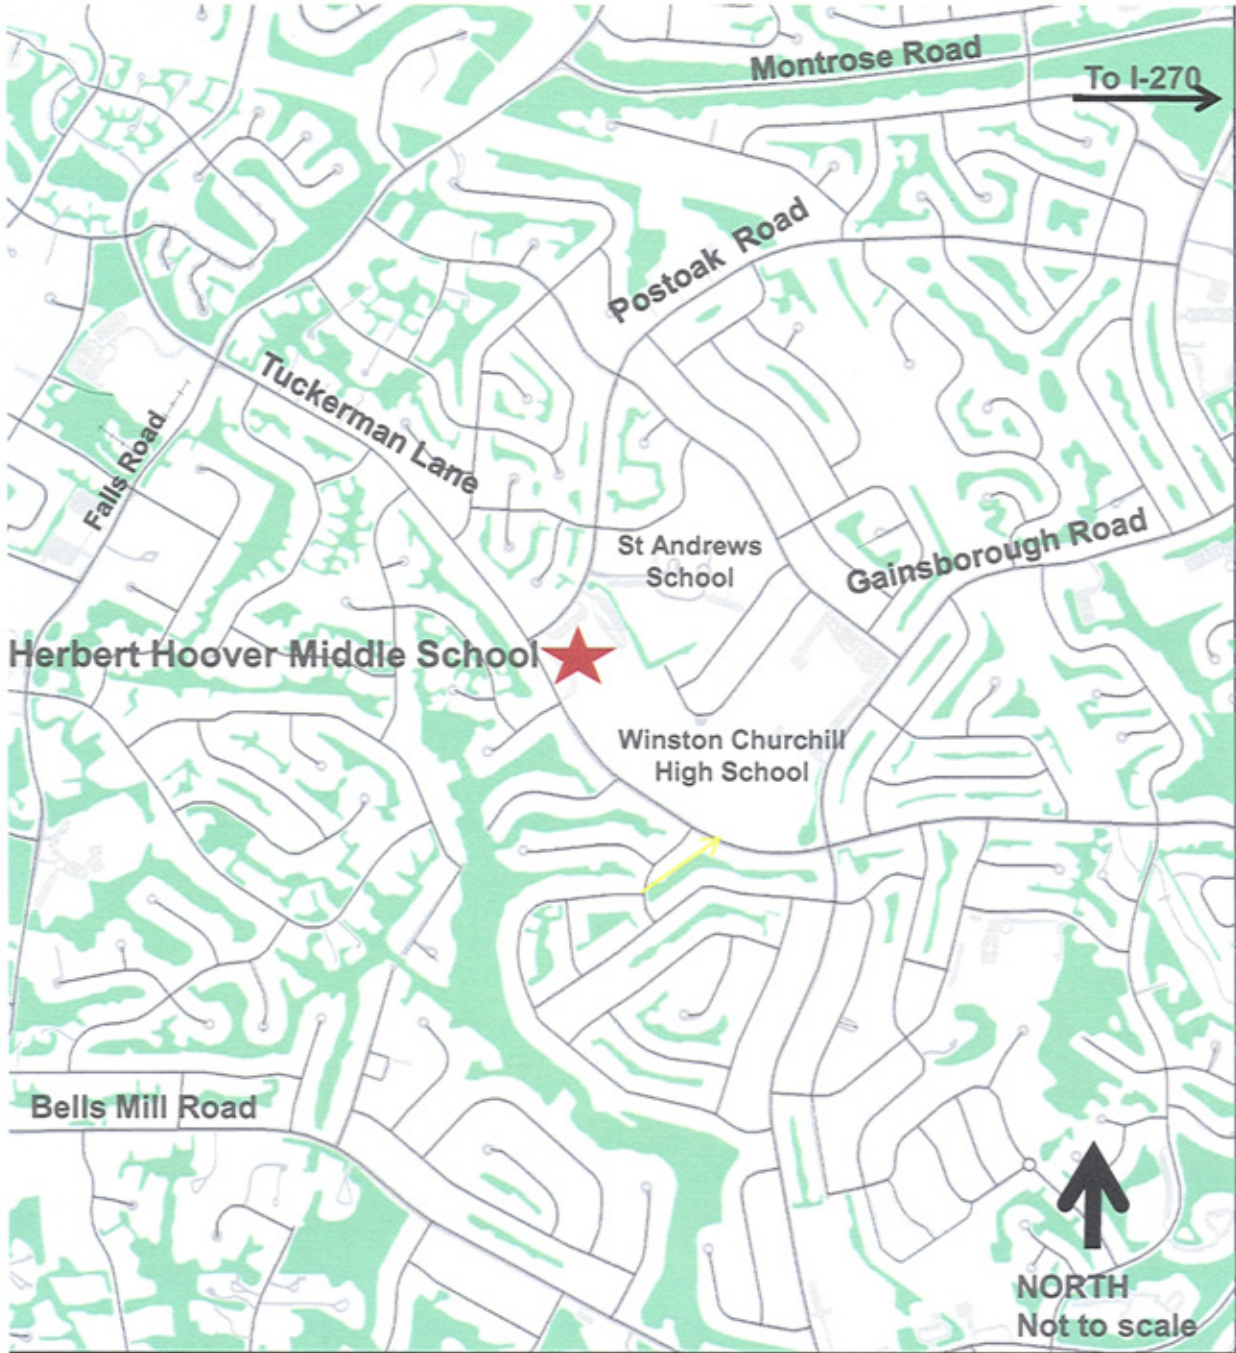 Montrose Road
To I-270
Postoak Road
Tuckerman Lane
Falls Road
St Andrews
School
Gainsborough Road
Herbert Hoover Middle School
Winston Churchill
High School
Bells Mill Road
NORTH
Not to scale